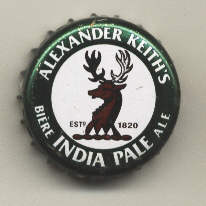 ALEXANDER KEITH'S
ESTD 1820
BIÈRE INDIA PALE ALE